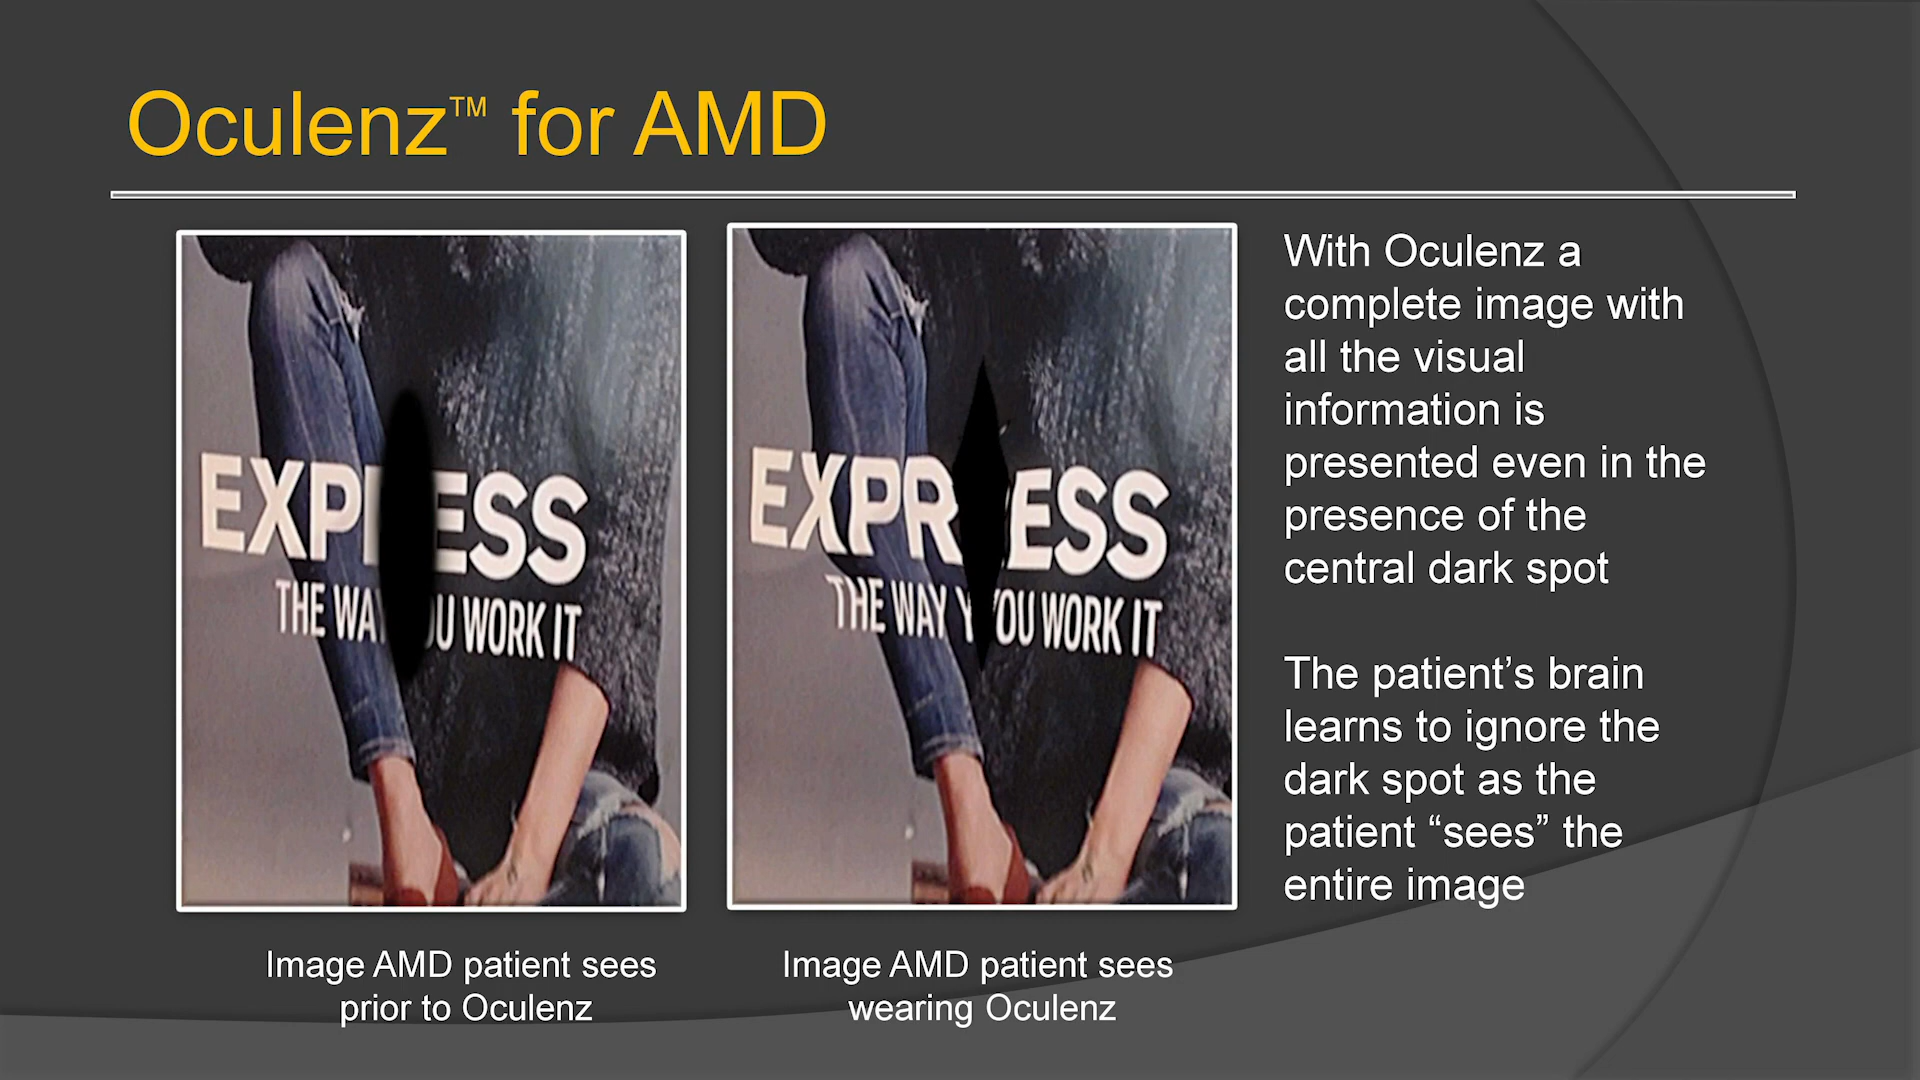 Oculenz™ for AMD
EXP ESS
THE WA U WORK IT
EXPRESS
THE WAY YOU WORK IT
With Oculenz a
complete image with
all the visual
information is
presented even in the
presence of the
central dark spot
The patient’s brain
learns to ignore the
dark spot as the
patient “sees” the
entire image
Image AMD patient sees
prior to Oculenz
Image AMD patient sees
wearing Oculenz